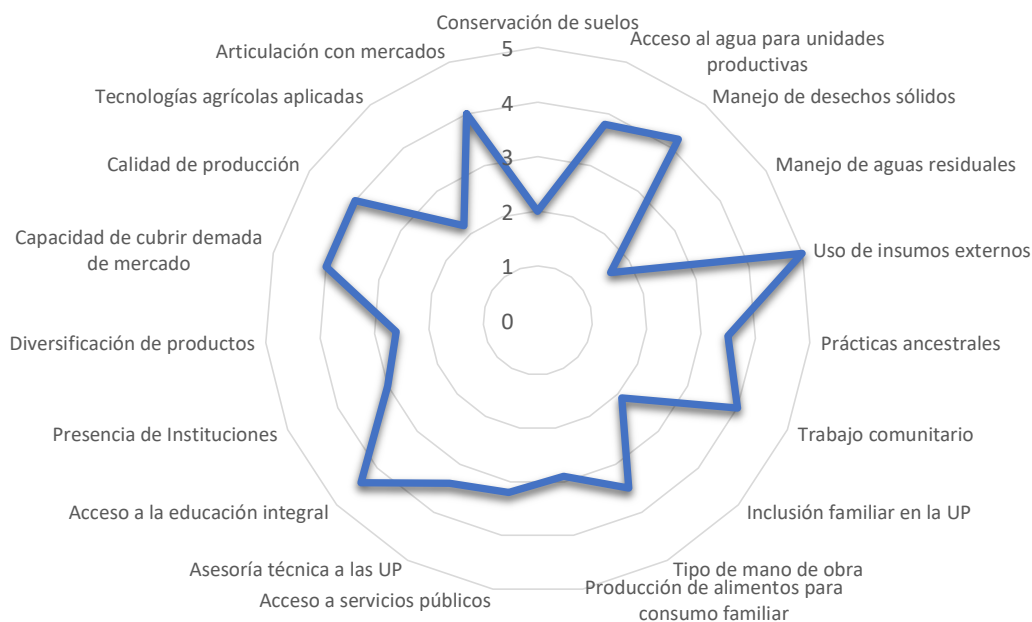 Conservación de suelos
Acceso al agua para unidades
productivas
Manejo de desechos sólidos
Manejo de aguas residuales
Uso de insumos externos
Prácticas ancestrales
Trabajo comunitario
Inclusión familiar en la UP
Tipo de mano de obra
Producción de alimentos para
consumo familiar
Acceso a servicios públicos
Asesoría técnica a las UP
Acceso a la educación integral
Presencia de Instituciones
Diversificación de productos
Capacidad de cubrir demada
de mercado
Calidad de producción
Tecnologías agrícolas aplicadas
Articulación con mercados
5
4
3
2
1
0